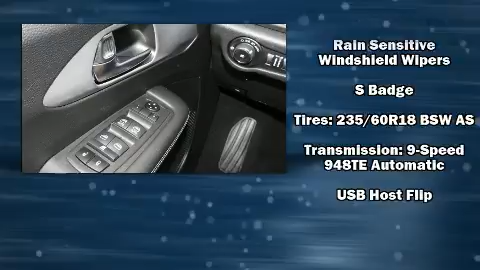 Rain Sensitive
Windshield Wipers
S Badge
Tires: 235/60R18 BSW AS
Transmission: 9-Speed
948TE Automatic
USB Host Flip